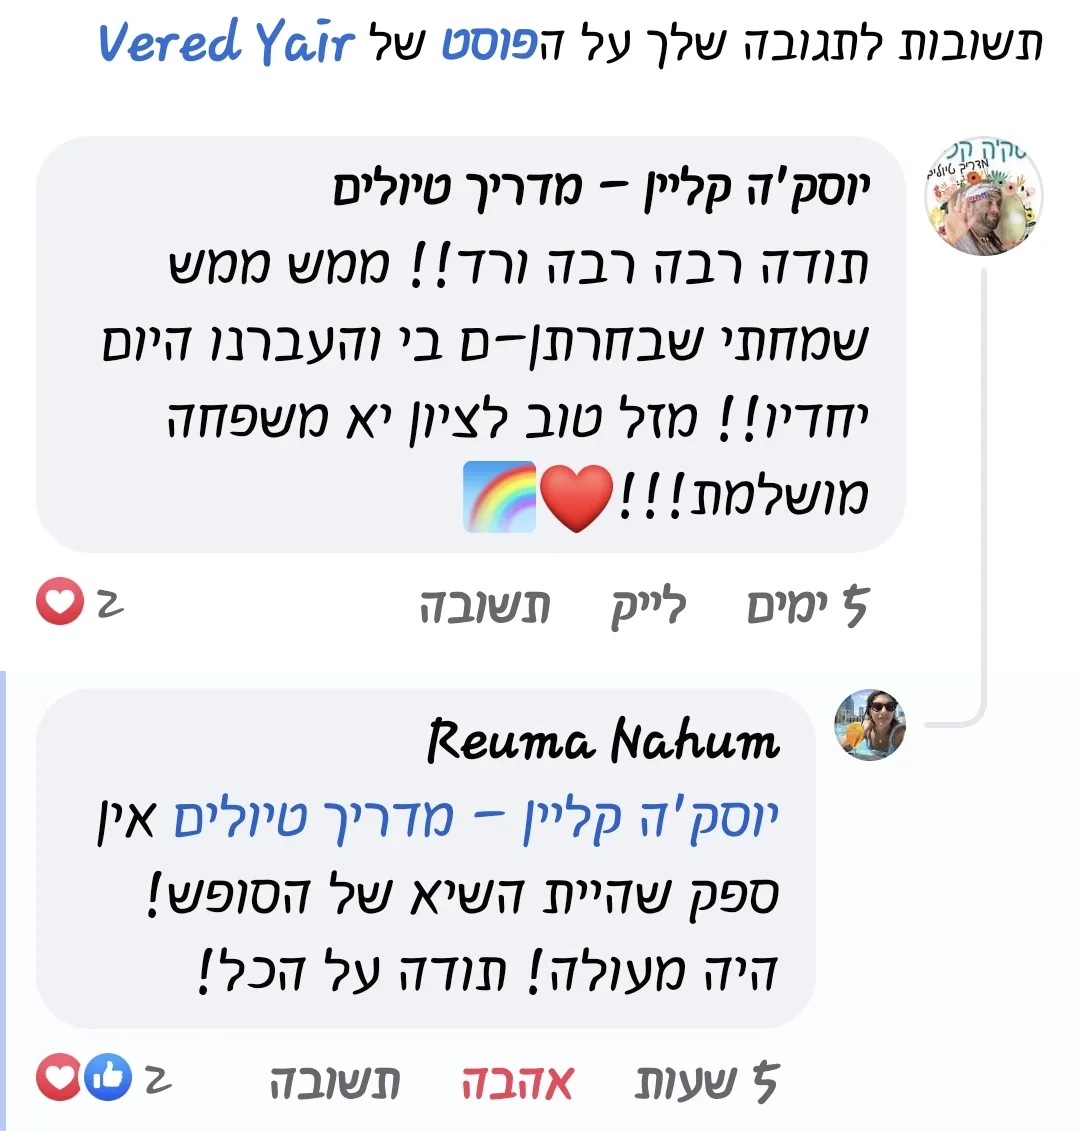 תשובות לתגובה שלך על הפוסט של Vered Yair
יוסק'ה קליין - מדריך טיולים
תודה רבה רבה ורד!! ממש ממש
שמחתי שבחרתן-ם בי והעברנו היום
יחדיו!! מזל טוב לציון יא משפחה
מושלמת!!!❤️🌈
5 ימים לייק תשובה 2
Reuma Nahum
יוסק'ה קליין - מדריך טיולים אין
ספק שהיית השיא של הסופש!
היה מעולה! תודה על הכל!
5 שעות אהבה תשובה 2